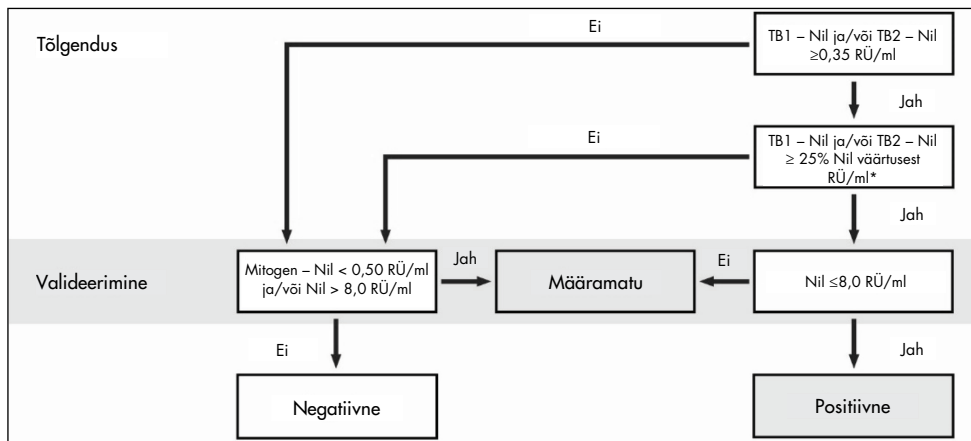 Tõlgendus
Ei
TB1 – Nil ja/või TB2 – Nil
≥0,35 RÜ/ml
Jah
Ei
TB1 – Nil ja/või TB2 – Nil
≥ 25% Nil väärtusest
RÜ/ml*
Jah
Valideerimine
Mitogen – Nil < 0,50 RÜ/ml
ja/või Nil > 8,0 RÜ/ml
Jah
Määramatu
Ei
Nil ≤8,0 RÜ/ml
Ei
Jah
Negatiivne
Positiivne